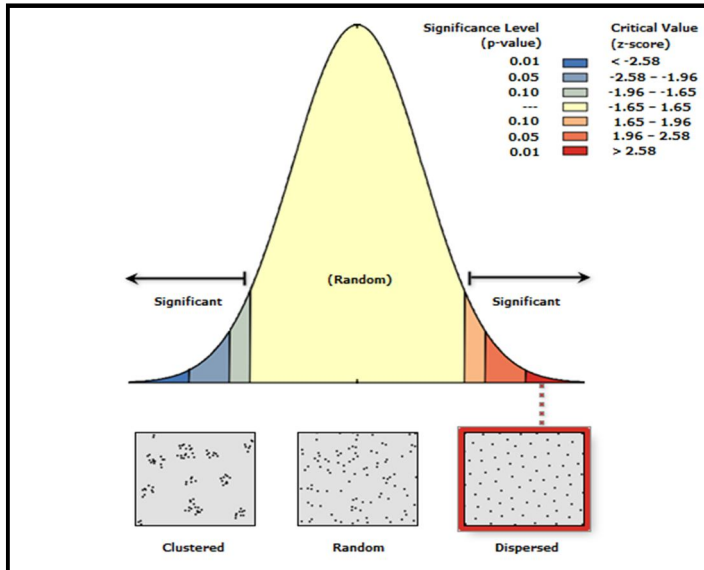 Significance Level Critical Value
(p-value) (z-score)
0.01 < -2.58
0.05 -2.58 – -1.96
0.10 -1.96 – -1.65
--- -1.65 – 1.65
0.10 1.65 – 1.96
0.05 1.96 – 2.58
0.01 > 2.58
(Random)
Significant Significant
Clustered Random Dispersed